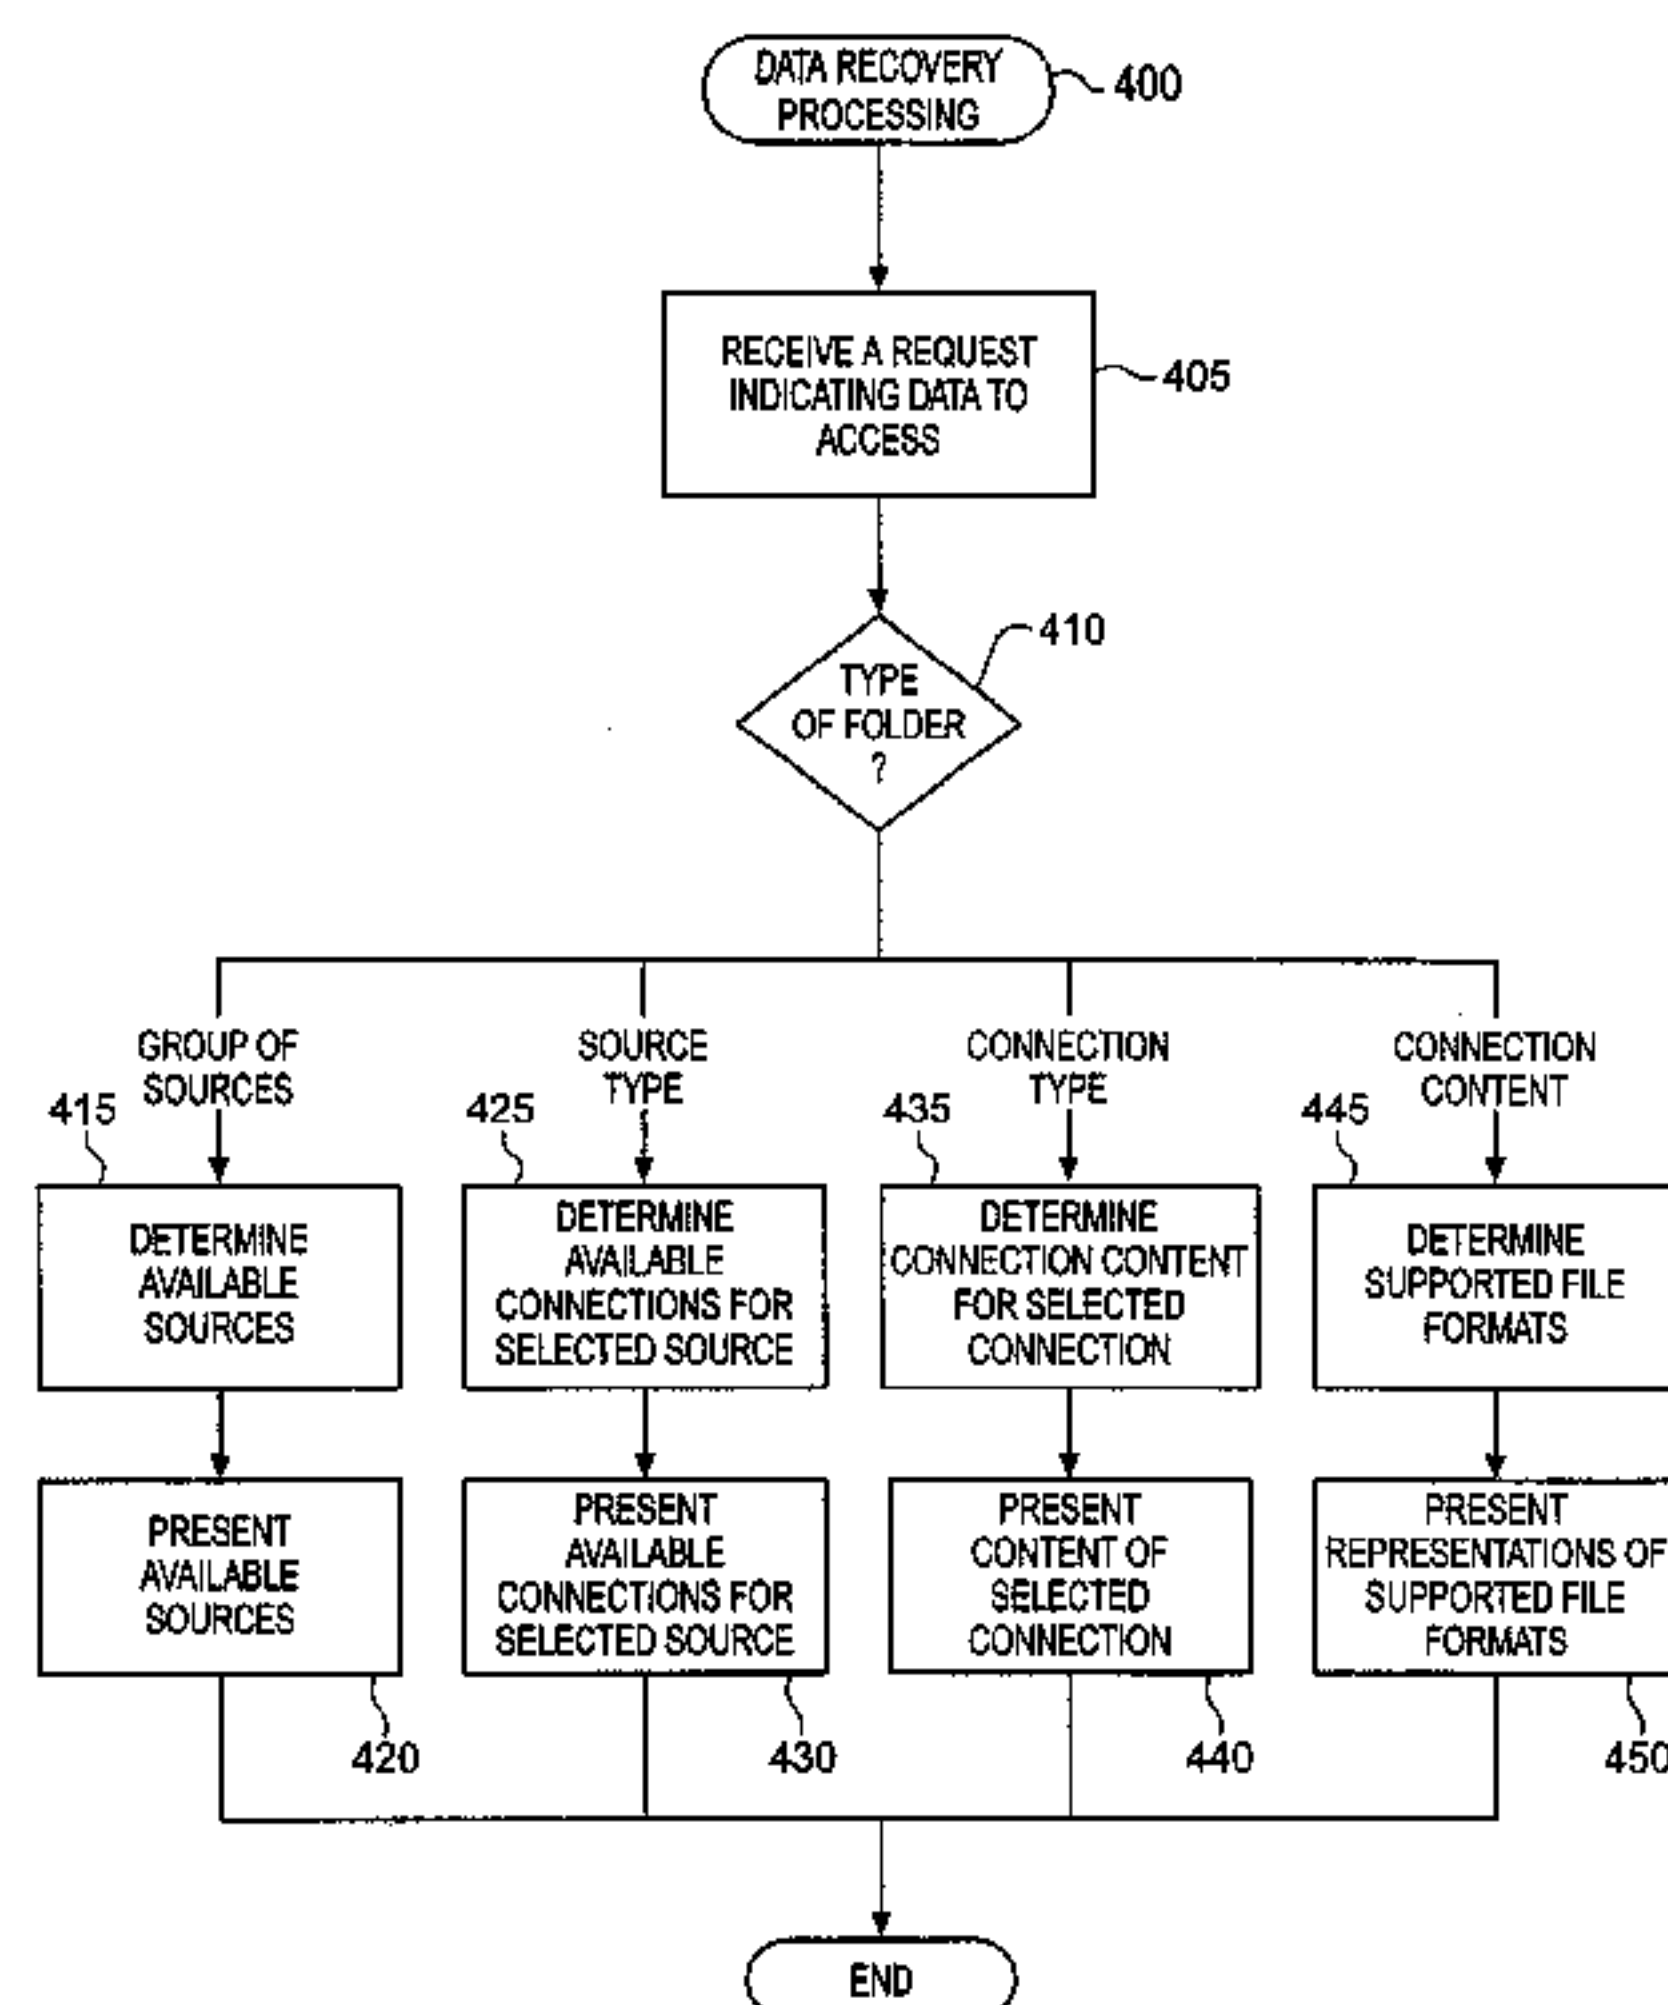 DATA RECOVERY
PROCESSING
400
RECEIVE A REQUEST
INDICATING DATA TO
ACCESS
405
410
TYPE
OF FOLDER
?
GROUP OF
SOURCES
415
SOURCE
TYPE
425
CONNECTION
TYPE
435
CONNECTION
CONTENT
445
DETERMINE
AVAILABLE
SOURCES
DETERMINE
AVAILABLE
CONNECTIONS FOR
SELECTED SOURCE
DETERMINE
CONNECTION CONTENT
FOR SELECTED
CONNECTION
DETERMINE
SUPPORTED FILE
FORMATS
PRESENT
AVAILABLE
SOURCES
PRESENT
AVAILABLE
CONNECTIONS FOR
SELECTED SOURCE
PRESENT
CONTENT OF
SELECTED
CONNECTION
PRESENT
REPRESENTATIONS OF
SUPPORTED FILE
FORMATS
420
430
440
450
END